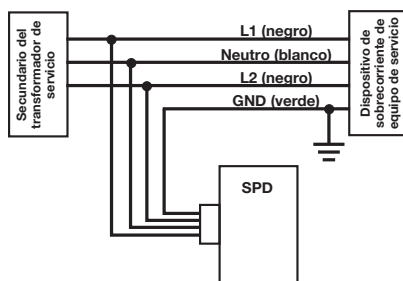 Secundario del
transformador de
servicio
L1 (negro)
Neutro (blanco)
L2 (negro)
GND (verde)
Dispositivo de
sobrecorriente de
equipo de servicio
SPD